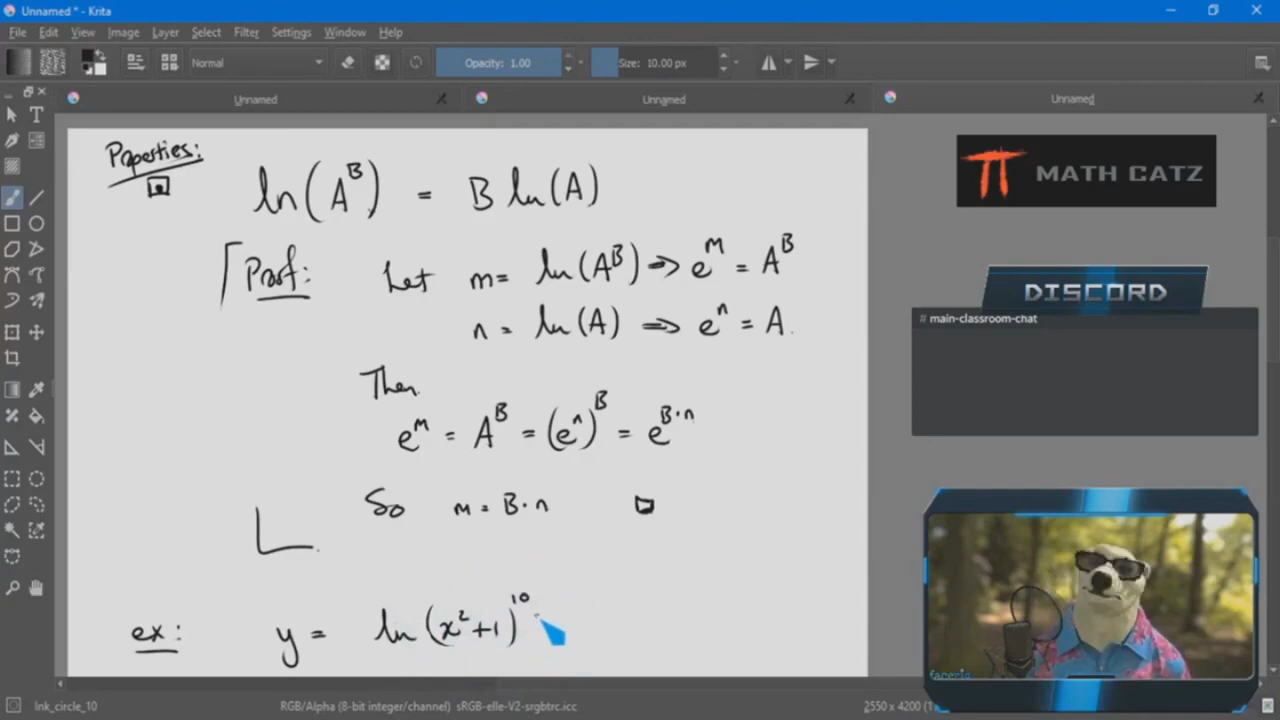 Unnamed * - Krita
File Edit View Image Layer Select Filter Settings Window Help
Normal Opacity: 1.00 Size: 10.00 px
Unnamed Unnamed Unnamed
Properties:
ln(A^B) = B ln(A)
Proof: Let m = ln(A^B) => e^m = A^B
n = ln(A) => e^n = A.
Then
e^m = A^B = (e^n)^B = e^{B·n}
So m = B·n
ex: y = ln(x²+1)^10
MATH CATZ
DISCORD
# main-classroom-chat
Ink_circle_10 RGB/Alpha (8-bit integer/channel) sRGB-elle-V2-srgbtrc.icc